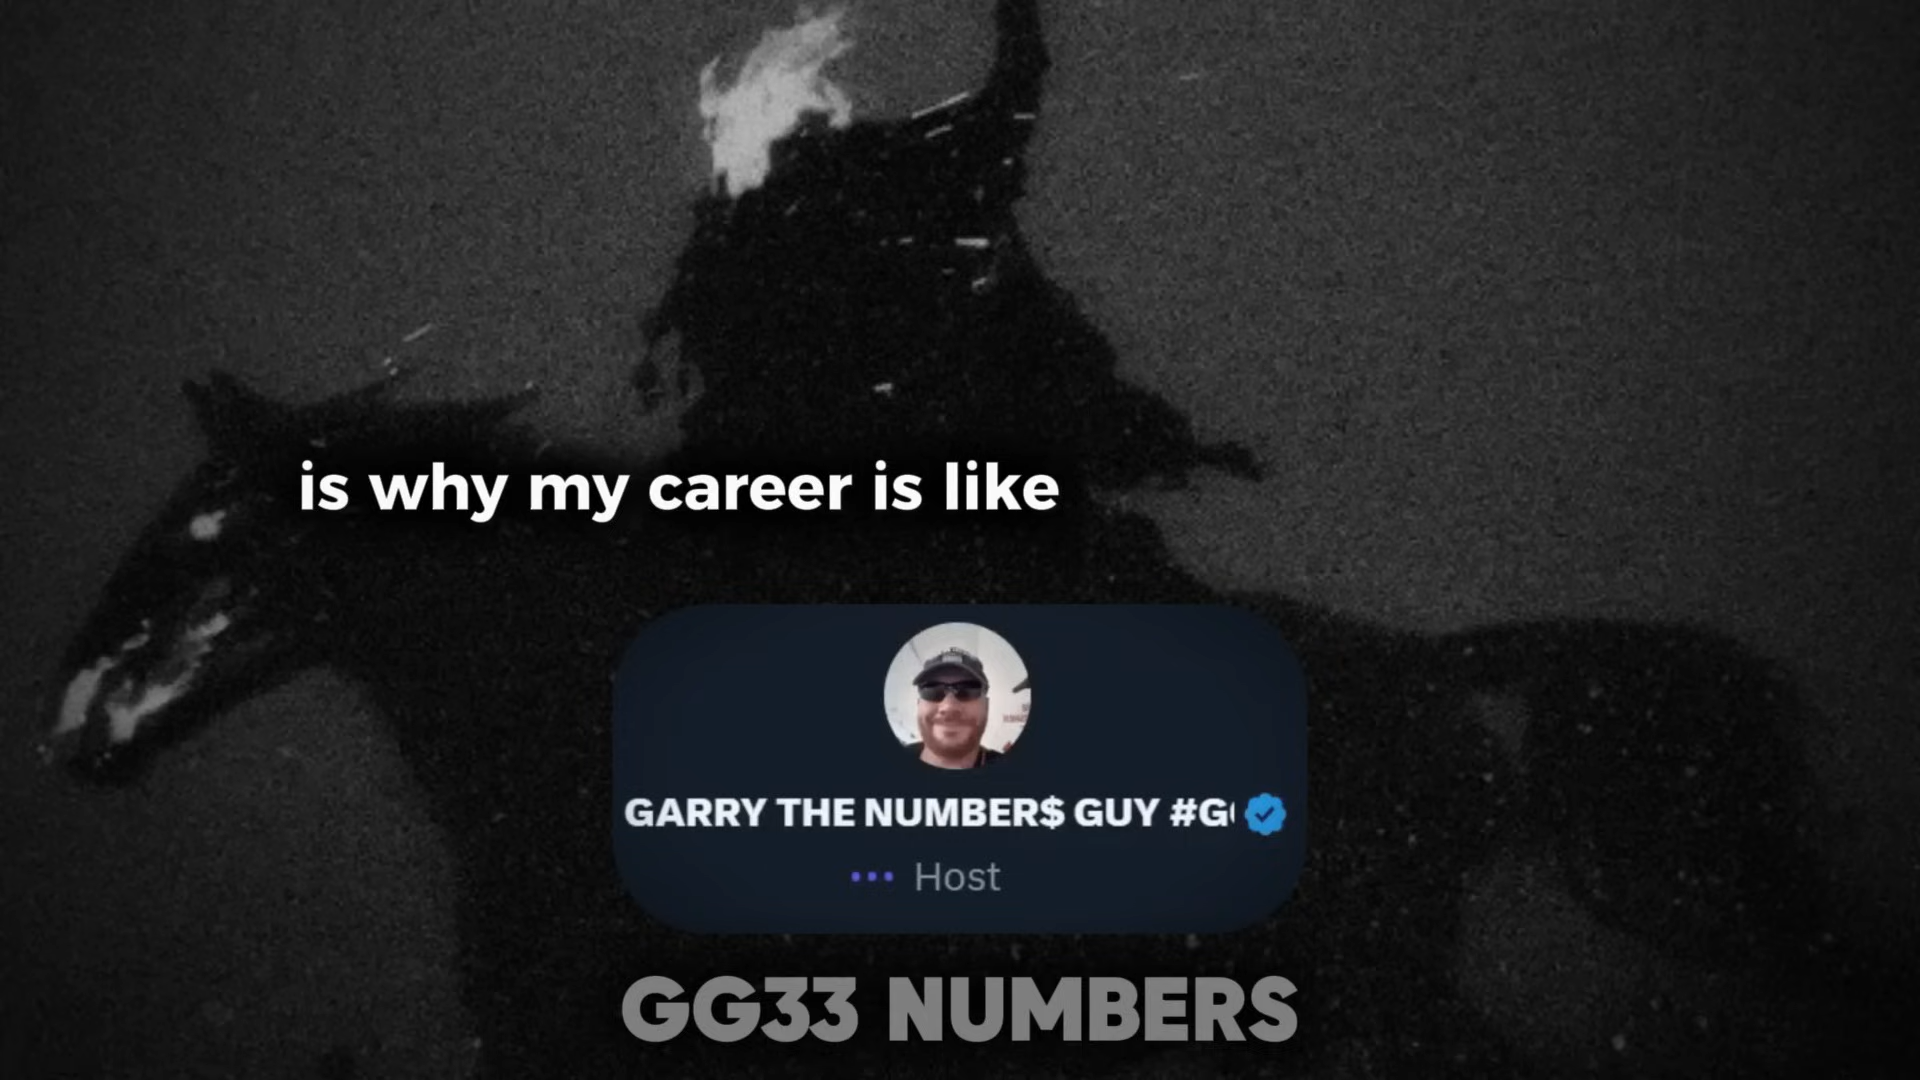 is why my career is like
GARRY THE NUMBER$ GUY #G
Host
GG33 NUMBERS